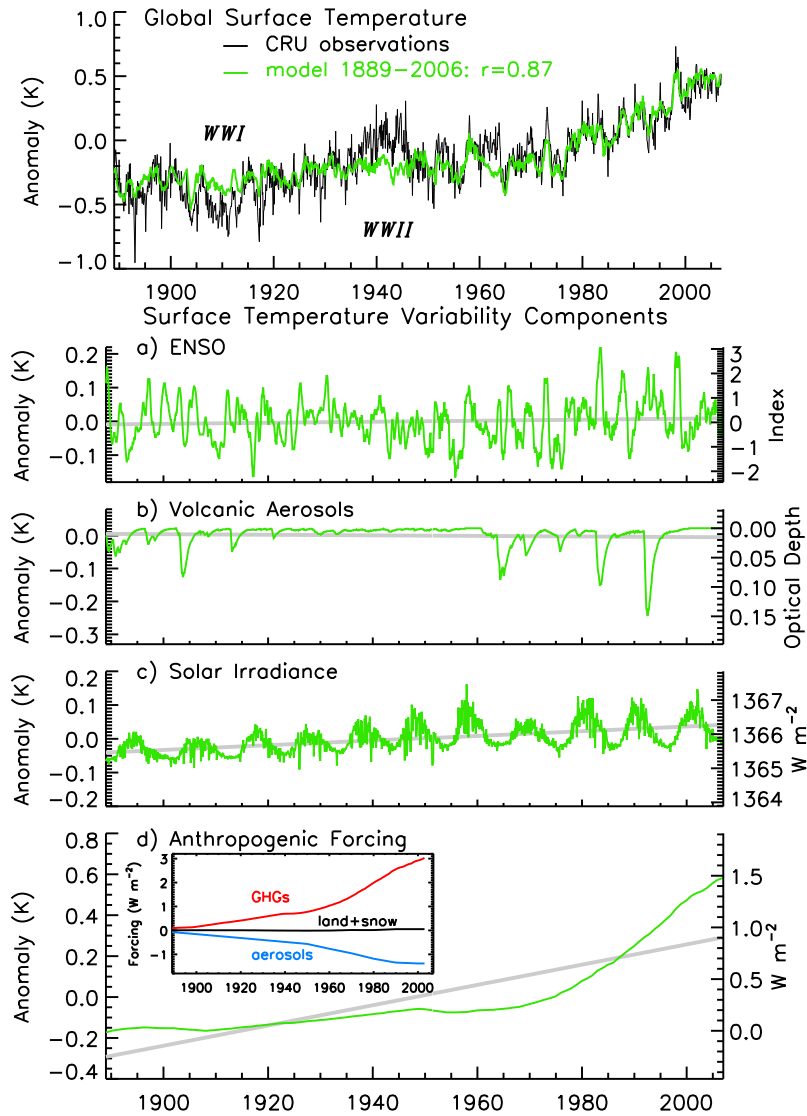 Global Surface Temperature
CRU observations
model 1889−2006: r=0.87
WWI
WWII
Anomaly (K)
1.0
0.5
0.0
−0.5
−1.0
1900 1920 1940 1960 1980 2000
Surface Temperature Variability Components
a) ENSO
Anomaly (K)
0.2
0.1
0.0
−0.1
3
2
1
0
−1
−2
Index
b) Volcanic Aerosols
Anomaly (K)
0.0
−0.1
−0.2
−0.3
0.00
0.05
0.10
0.15
Optical Depth
c) Solar Irradiance
Anomaly (K)
0.2
0.1
0.0
−0.1
−0.2
1367
1366
1365
1364
W m⁻²
d) Anthropogenic Forcing
Anomaly (K)
0.8
0.6
0.4
0.2
0.0
−0.2
−0.4
1.5
1.0
0.5
0.0
W m⁻²
Forcing (W m⁻²)
3
2
1
0
−1
GHGs
land+snow
aerosols
1900 1920 1940 1960 1980 2000
1900 1920 1940 1960 1980 2000